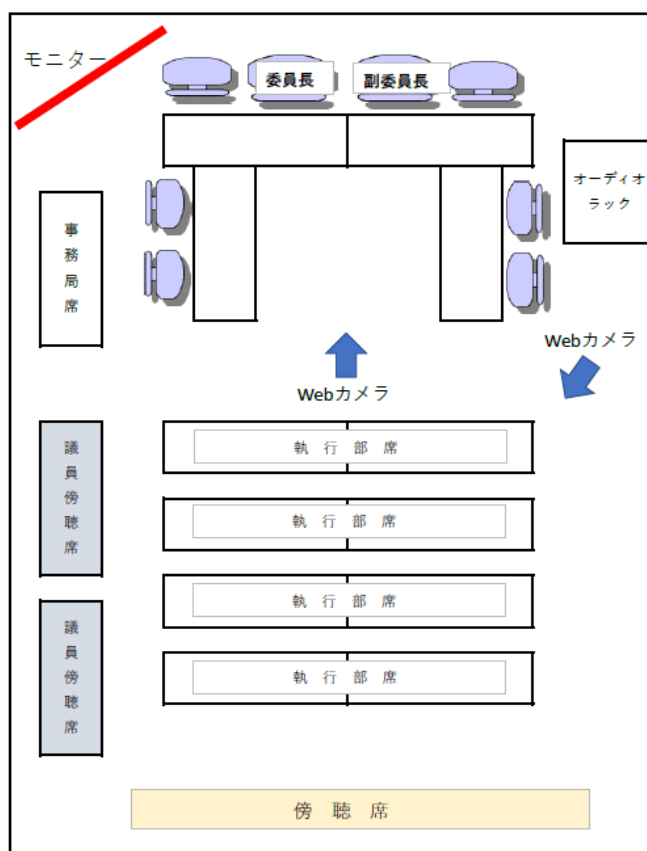 モニター
委員長
副委員長
オーディオ
ラック
事務局席
Webカメラ
Webカメラ
議員傍聴席
執行部席
執行部席
執行部席
議員傍聴席
執行部席
傍聴席